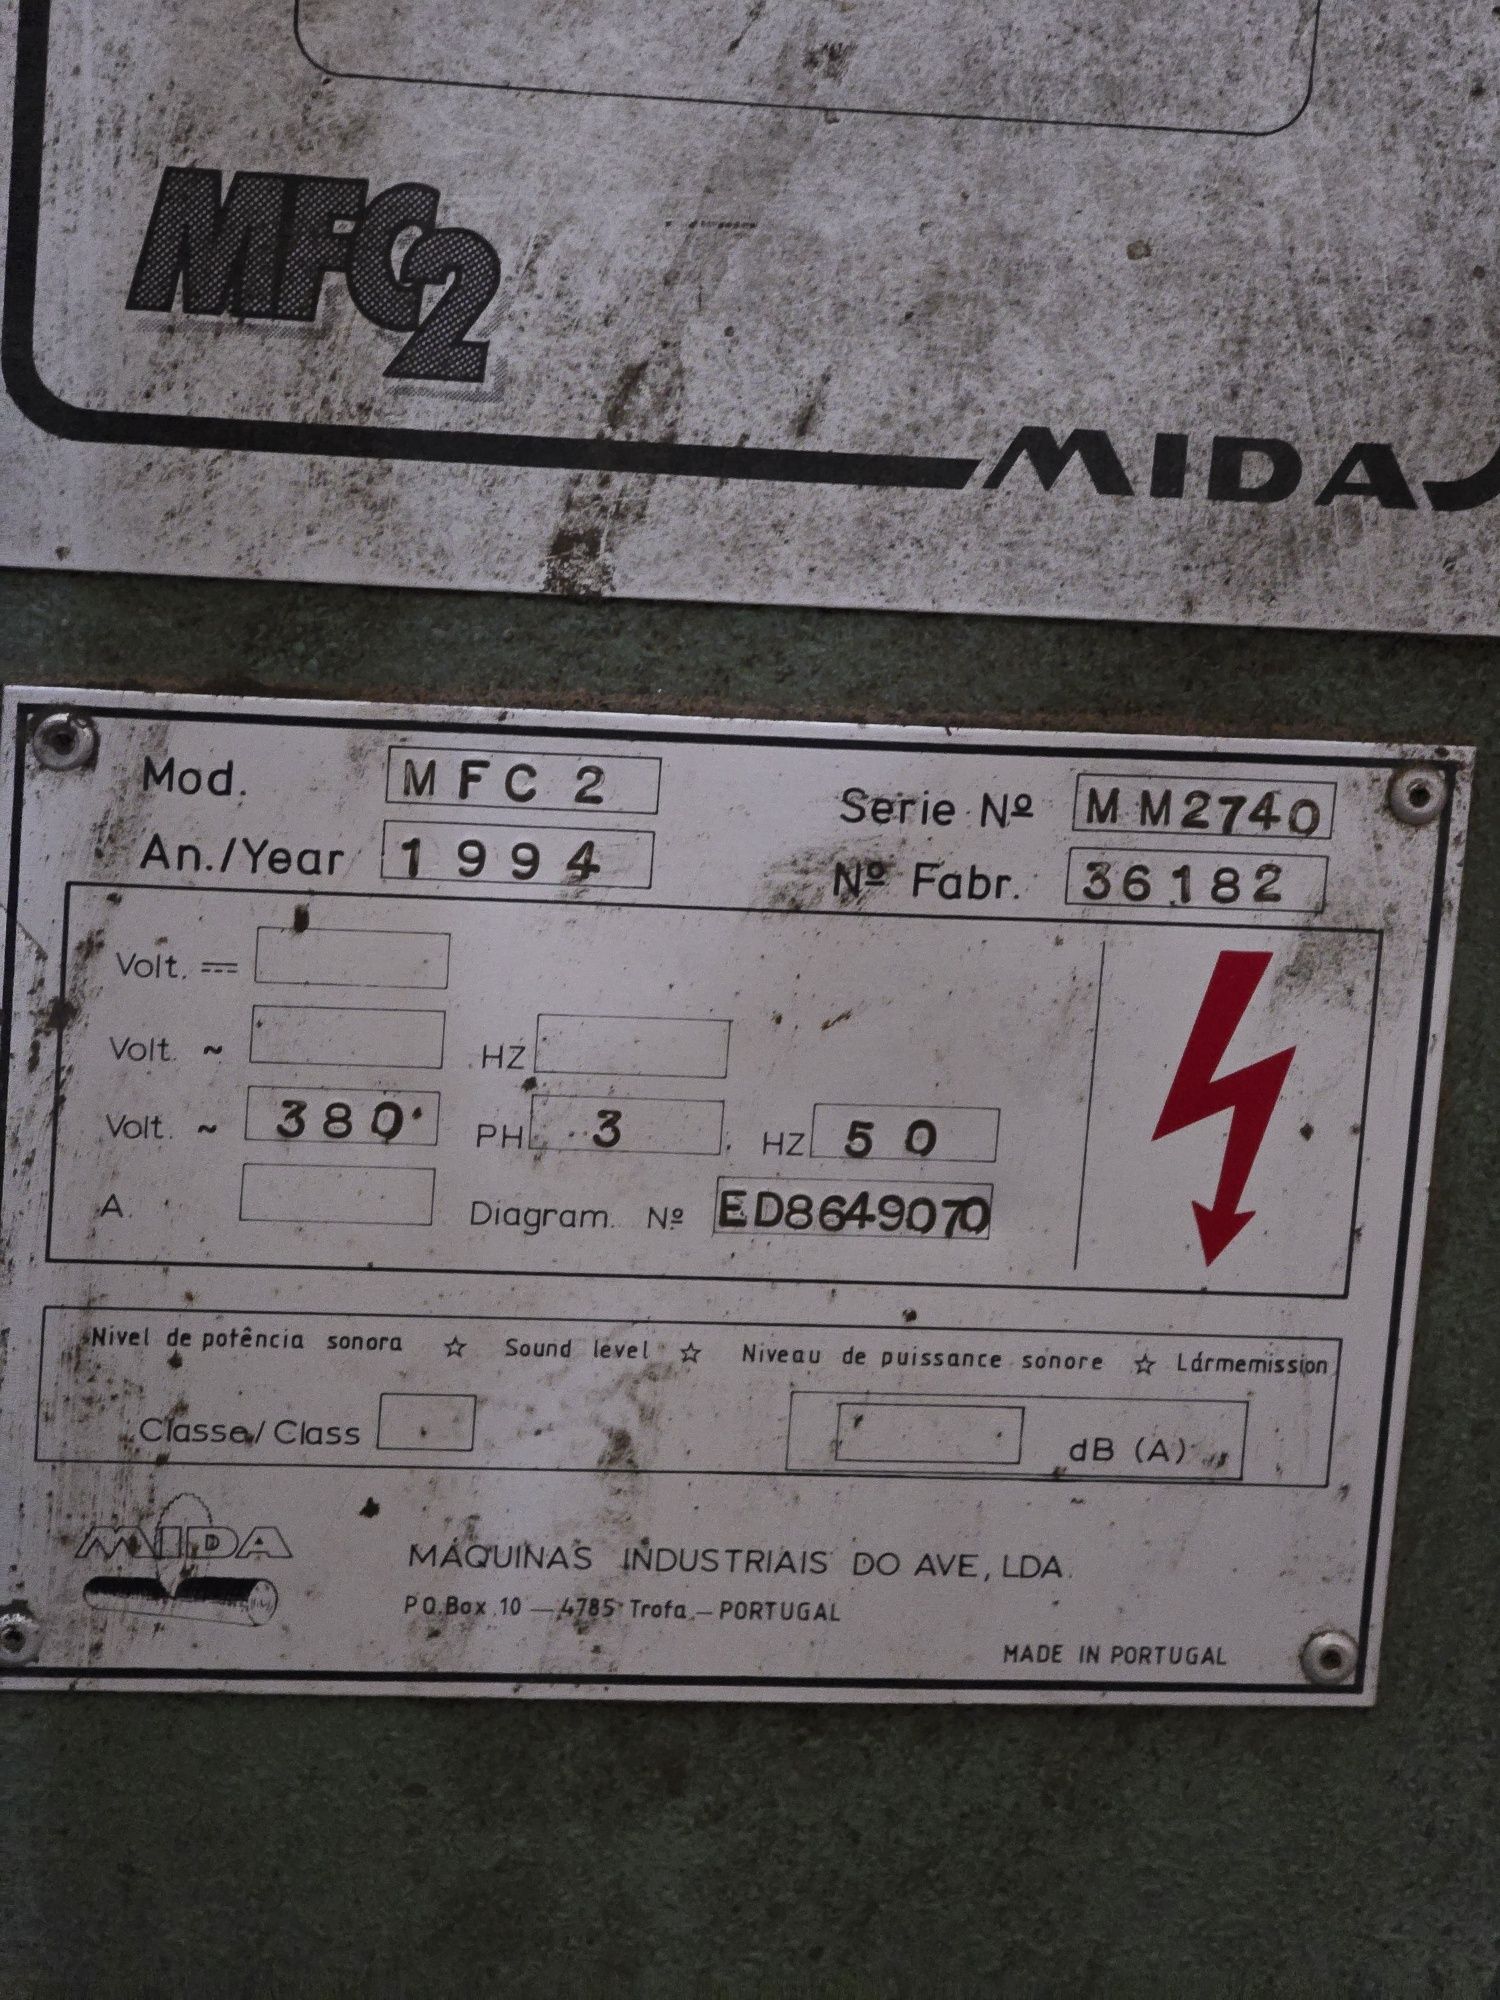 MFC2
MIDA
Mod. MFC 2 Serie Nº MM2740
An./Year 1994 Nº Fabr. 36182
Volt. ⎓
Volt. ~ HZ
Volt. ~ 380 PH 3 HZ 50
A. Diagram. Nº ED8649070
Nivel de potência sonora ☆ Sound level ☆ Niveau de puissance sonore ☆ Lármemission
Classe/Class dB (A)
MIDA
MÁQUINAS INDUSTRIAIS DO AVE, LDA.
P.O.Box 10 — 4785 Trofa — PORTUGAL
MADE IN PORTUGAL